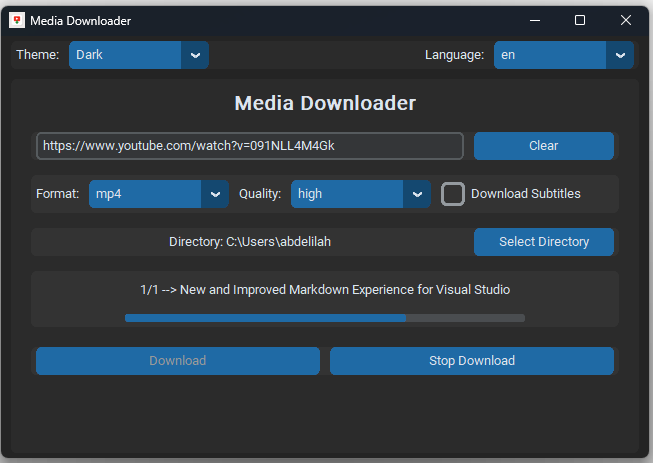 Media Downloader
Theme: Dark Language: en
Media Downloader
https://www.youtube.com/watch?v=091NLL4M4Gk Clear
Format: mp4 Quality: high Download Subtitles
Directory: C:\Users\abdelilah Select Directory
1/1 --> New and Improved Markdown Experience for Visual Studio
Download Stop Download